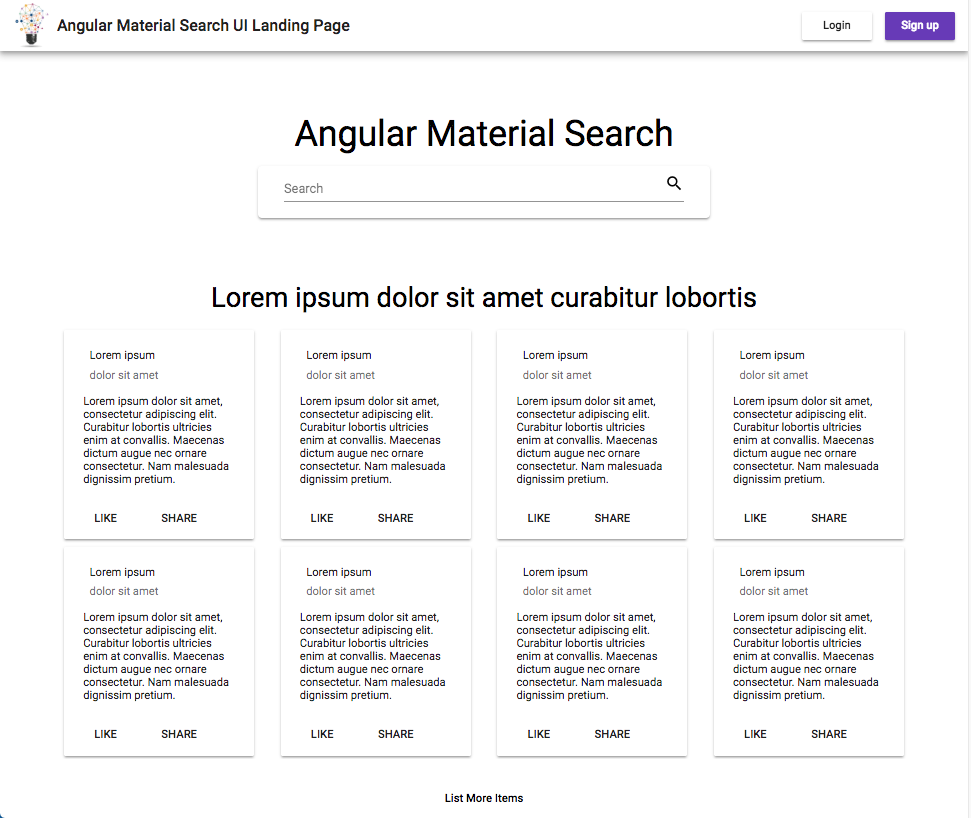 Angular Material Search UI Landing Page
Login
Sign up
Angular Material Search
Search
Lorem ipsum dolor sit amet curabitur lobortis
Lorem ipsum
dolor sit amet
Lorem ipsum dolor sit amet,
consectetur adipiscing elit.
Curabitur lobortis ultricies
enim at convallis. Maecenas
dictum augue nec ornare
consectetur. Nam malesuada
dignissim pretium.
LIKE SHARE
Lorem ipsum
dolor sit amet
Lorem ipsum dolor sit amet,
consectetur adipiscing elit.
Curabitur lobortis ultricies
enim at convallis. Maecenas
dictum augue nec ornare
consectetur. Nam malesuada
dignissim pretium.
LIKE SHARE
Lorem ipsum
dolor sit amet
Lorem ipsum dolor sit amet,
consectetur adipiscing elit.
Curabitur lobortis ultricies
enim at convallis. Maecenas
dictum augue nec ornare
consectetur. Nam malesuada
dignissim pretium.
LIKE SHARE
Lorem ipsum
dolor sit amet
Lorem ipsum dolor sit amet,
consectetur adipiscing elit.
Curabitur lobortis ultricies
enim at convallis. Maecenas
dictum augue nec ornare
consectetur. Nam malesuada
dignissim pretium.
LIKE SHARE
Lorem ipsum
dolor sit amet
Lorem ipsum dolor sit amet,
consectetur adipiscing elit.
Curabitur lobortis ultricies
enim at convallis. Maecenas
dictum augue nec ornare
consectetur. Nam malesuada
dignissim pretium.
LIKE SHARE
Lorem ipsum
dolor sit amet
Lorem ipsum dolor sit amet,
consectetur adipiscing elit.
Curabitur lobortis ultricies
enim at convallis. Maecenas
dictum augue nec ornare
consectetur. Nam malesuada
dignissim pretium.
LIKE SHARE
Lorem ipsum
dolor sit amet
Lorem ipsum dolor sit amet,
consectetur adipiscing elit.
Curabitur lobortis ultricies
enim at convallis. Maecenas
dictum augue nec ornare
consectetur. Nam malesuada
dignissim pretium.
LIKE SHARE
Lorem ipsum
dolor sit amet
Lorem ipsum dolor sit amet,
consectetur adipiscing elit.
Curabitur lobortis ultricies
enim at convallis. Maecenas
dictum augue nec ornare
consectetur. Nam malesuada
dignissim pretium.
LIKE SHARE
List More Items